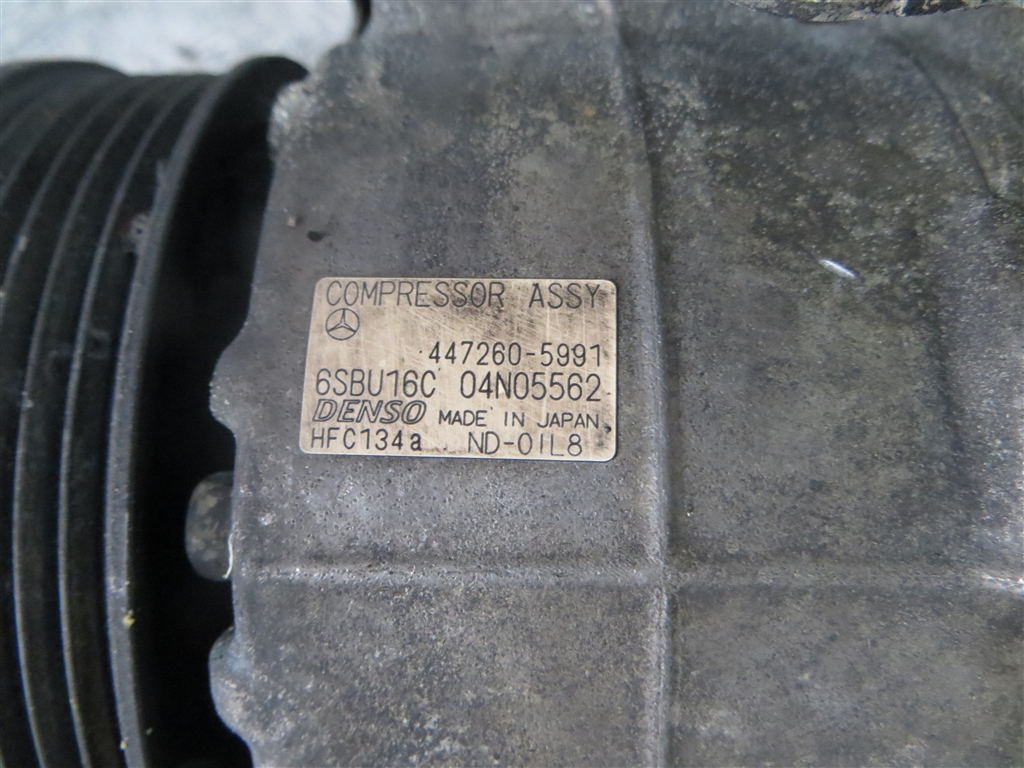 COMPRESSOR ASSY
447260-5991
6SBU16C 04N05562
DENSO MADE IN JAPAN
HFC134a ND-OIL8